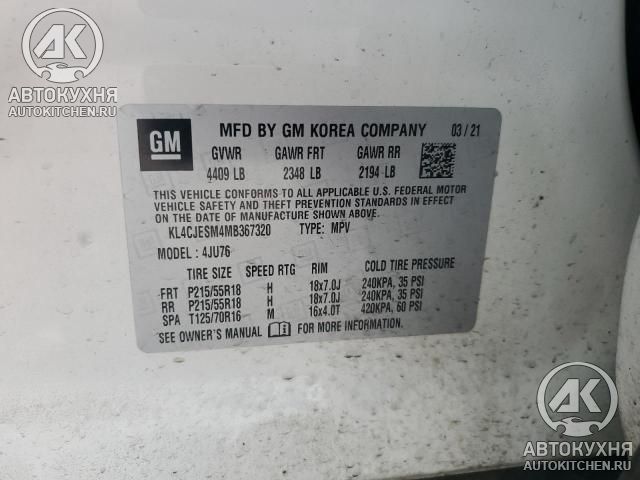 AK
АВТОКУХНЯ
AUTOKITCHEN.RU
GM
MFD BY GM KOREA COMPANY 03/21
GVWR GAWR FRT GAWR RR
4409 LB 2348 LB 2194 LB
THIS VEHICLE CONFORMS TO ALL APPLICABLE U.S. FEDERAL MOTOR
VEHICLE SAFETY AND THEFT PREVENTION STANDARDS IN EFFECT ON THE
DATE OF MANUFACTURE SHOWN ABOVE.
KL4CJESM4MB367320 TYPE: MPV
MODEL: 4JU76
TIRE SIZE SPEED RTG RIM COLD TIRE PRESSURE
FRT P215/55R18 H 18x7.0J 240KPA, 35 PSI
RR P215/55R18 H 18x7.0J 240KPA, 35 PSI
SPA T125/70R16 M 16x4.0T 420KPA, 60 PSI
SEE OWNER'S MANUAL FOR MORE INFORMATION.
AK
АВТОКУХНЯ
AUTOKITCHEN.RU